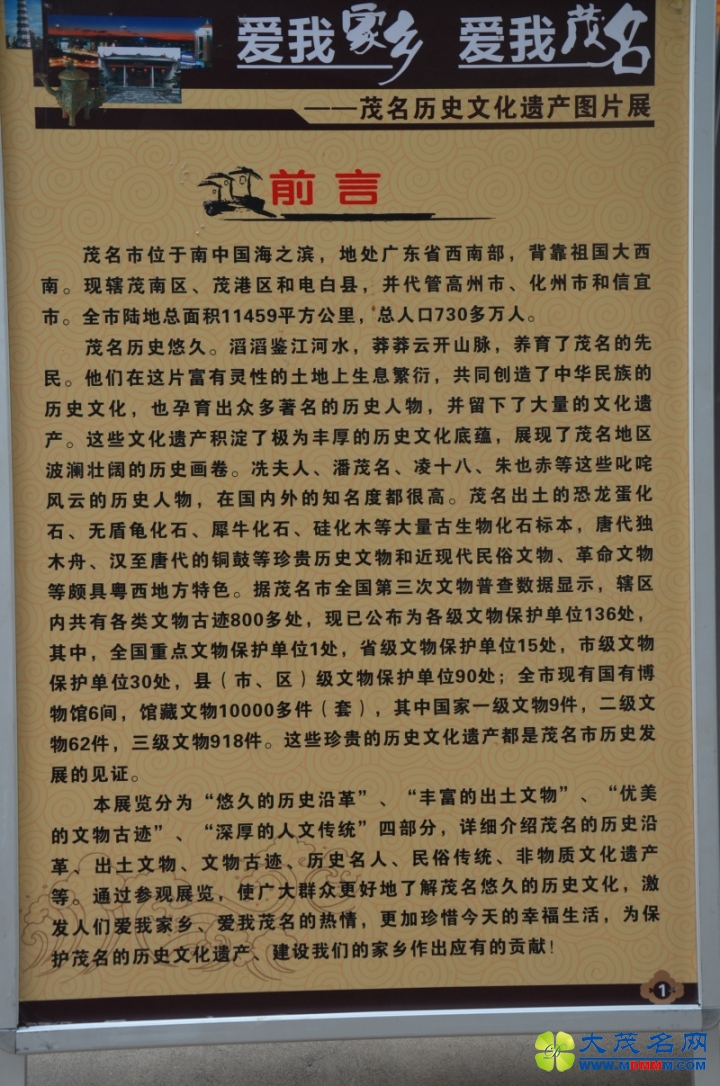 爱我家乡 爱我茂名
——茂名历史文化遗产图片展
前言
茂名市位于南中国海之滨，地处广东省西南部，背靠祖国大西
南。现辖茂南区、茂港区和电白县，并代管高州市、化州市和信宜
市。全市陆地总面积11459平方公里，总人口730多万人。
茂名历史悠久。滔滔鉴江河水，莽莽云开山脉，养育了茂名的先
民。他们在这片富有灵性的土地上生息繁衍，共同创造了中华民族的
历史文化，也孕育出众多著名的历史人物，并留下了大量的文化遗
产。这些文化遗产积淀了极为丰厚的历史文化底蕴，展现了茂名地区
波澜壮阔的历史画卷。冼夫人、潘茂名、凌十八、朱也赤等这些叱咤
风云的历史人物，在国内外的知名度都很高。茂名出土的恐龙蛋化
石、无盾龟化石、犀牛化石、硅化木等大量古生物化石标本，唐代独
木舟、汉至唐代的铜鼓等珍贵历史文物和近现代民俗文物、革命文物
等颇具粤西地方特色。据茂名市全国第三次文物普查数据显示，辖区
内共有各类文物古迹800多处，现已公布为各级文物保护单位136处，
其中，全国重点文物保护单位1处，省级文物保护单位15处，市级文物
保护单位30处，县（市、区）级文物保护单位90处；全市现有国有博
物馆6间，馆藏文物10000多件（套），其中国家一级文物9件，二级文
物62件，三级文物918件。这些珍贵的历史文化遗产都是茂名市历史发
展的见证。
本展览分为“悠久的历史沿革”、“丰富的出土文物”、“优美
的文物古迹”、“深厚的人文传统”四部分，详细介绍茂名的历史沿
革、出土文物、文物古迹、历史名人、民俗传统、非物质文化遗产
等。通过参观展览，使广大群众更好地了解茂名悠久的历史文化，激
发人们爱我家乡、爱我茂名的热情，更加珍惜今天的幸福生活，为保
护茂名的历史文化遗产、建设我们的家乡作出应有的贡献！
1
大茂名网
WWW.MDMMM.COM